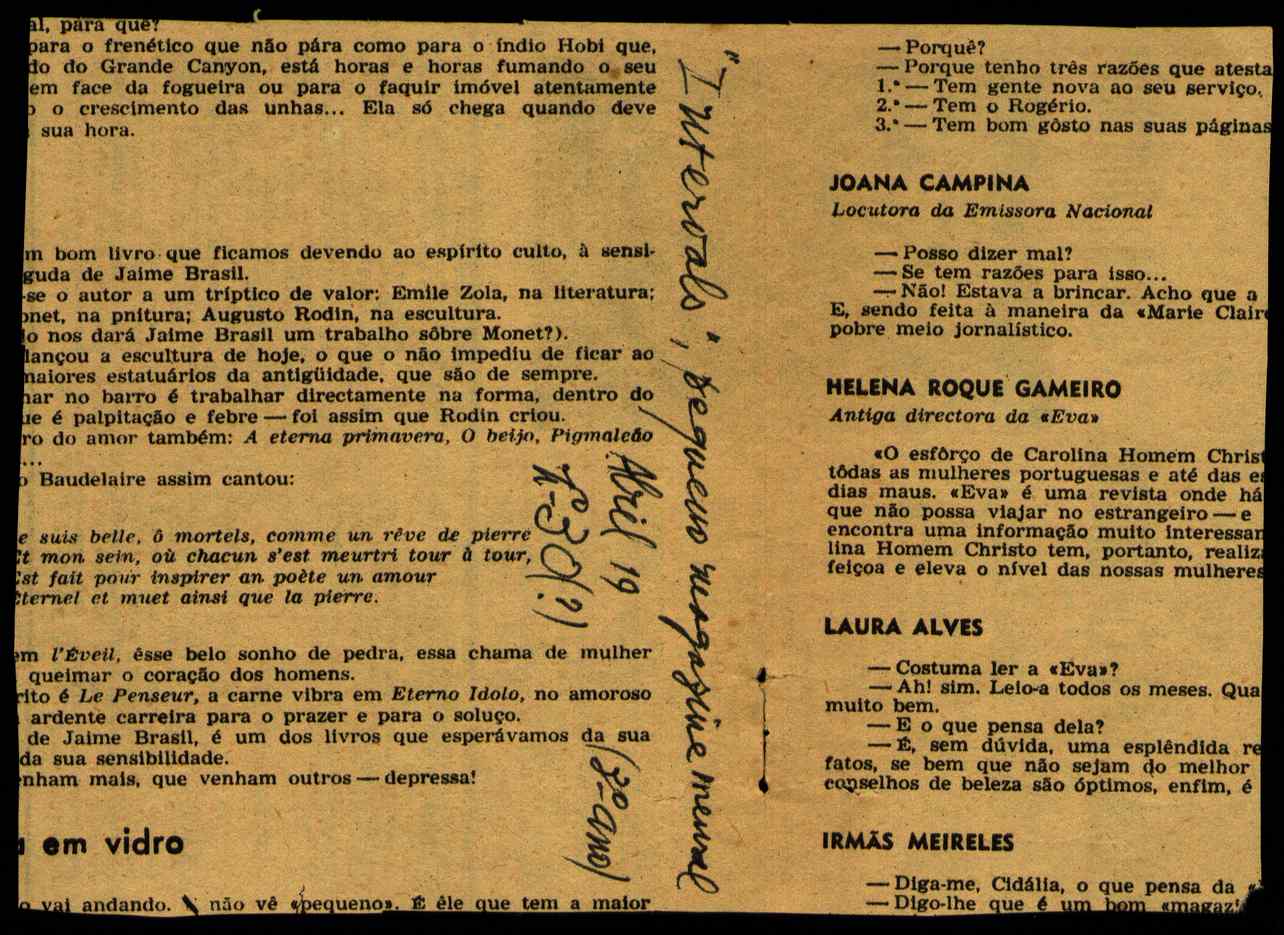 al, para que?
para o frenético que não pára como para o índio Hobi que,
do do Grande Canyon, está horas e horas fumando o seu
em face da fogueira ou para o faquir imóvel atentamente
o o crescimento das unhas... Ela só chega quando deve
sua hora.
m bom livro que ficamos devendo ao espírito culto, à sensi-
guda de Jaime Brasil.
-se o autor a um tríptico de valor: Emile Zola, na literatura;
onet, na pnitura; Augusto Rodin, na escultura.
o nos dará Jaime Brasil um trabalho sôbre Monet?).
lançou a escultura de hoje, o que o não impediu de ficar ao
maiores estatuários da antigüidade, que são de sempre.
nar no barro é trabalhar directamente na forma, dentro do
ue é palpitação e febre — foi assim que Rodin criou.
ro do amor também: A eterna primavera, O beijo, Pigmaleão
...
o Baudelaire assim cantou:
e suis belle, ô mortels, comme un rêve de pierre
Et mon sein, où chacun s'est meurtri tour à tour,
Est fait pour inspirer an poète un amour
Éternel et muet ainsi que la pierre.
em l'Éveil, êsse belo sonho de pedra, essa chama de mulher
queimar o coração dos homens.
rito é Le Penseur, a carne vibra em Eterno Idolo, no amoroso
ardente carreira para o prazer e para o soluço.
de Jaime Brasil, é um dos livros que esperávamos da sua
da sua sensibilidade.
enham mais, que venham outros — depressa!
a em vidro
o vai andando. não vê «pequeno». É êle que tem a maior
"Intervalo", pequeno magazine mensal
Abril 19
nº 30(?)
(3º ano)
— Porquê?
— Porque tenho três razões que atesta
1.ª — Tem gente nova ao seu serviço,
2.ª — Tem o Rogério.
3.ª — Tem bom gôsto nas suas páginas
JOANA CAMPINA
Locutora da Emissora Nacional
— Posso dizer mal?
— Se tem razões para isso...
— Não! Estava a brincar. Acho que a
E, sendo feita à maneira da «Marie Clair
pobre meio jornalístico.
HELENA ROQUE GAMEIRO
Antiga directora da «Eva»
«O esfôrço de Carolina Homem Christ
tôdas as mulheres portuguesas e até das es
dias maus. «Eva» é uma revista onde há
que não possa viajar no estrangeiro — e
encontra uma informação muito interessan
lina Homem Christo tem, portanto, realiz
feiçoa e eleva o nível das nossas mulheres
LAURA ALVES
— Costuma ler a «Eva»?
— Ah! sim. Leio-a todos os meses. Qua
muito bem.
— E o que pensa dela?
— É, sem dúvida, uma esplêndida re
fatos, se bem que não sejam do melhor
conselhos de beleza são óptimos, enfim, é
IRMÃS MEIRELES
— Diga-me, Cidália, o que pensa da
— Digo-lhe que é um bom «magaz